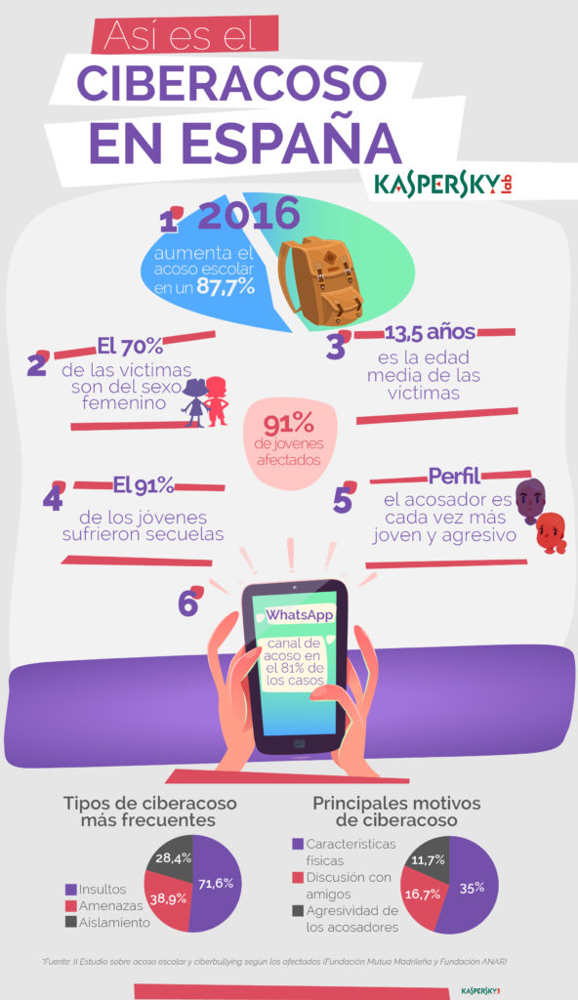 Así es el
CIBERACOSO
EN ESPAÑA
KASPERSKY lab
1 2016
aumenta el
acoso escolar
en un 87,7%
2 El 70%
de las víctimas
son del sexo
femenino
3 13,5 años
es la edad
media de las
víctimas
91%
de jovenes
afectados
4 El 91%
de los jóvenes
sufrieron secuelas
5 Perfil
el acosador es
cada vez más
joven y agresivo
6
WhatsApp
canal de
acoso en
el 81% de
los casos
Tipos de ciberacoso
más frecuentes
Insultos
Amenazas
Aislamiento
28,4%
71,6%
38,9%
Principales motivos
de ciberacoso
Características
físicas
Discusión con
amigos
Agresividad de
los acosadores
11,7%
35%
16,7%
*Fuente: II Estudio sobre acoso escolar y ciberbullying según los afectados (Fundación Mutua Madrileña y Fundación ANAR)
KASPERSKY lab